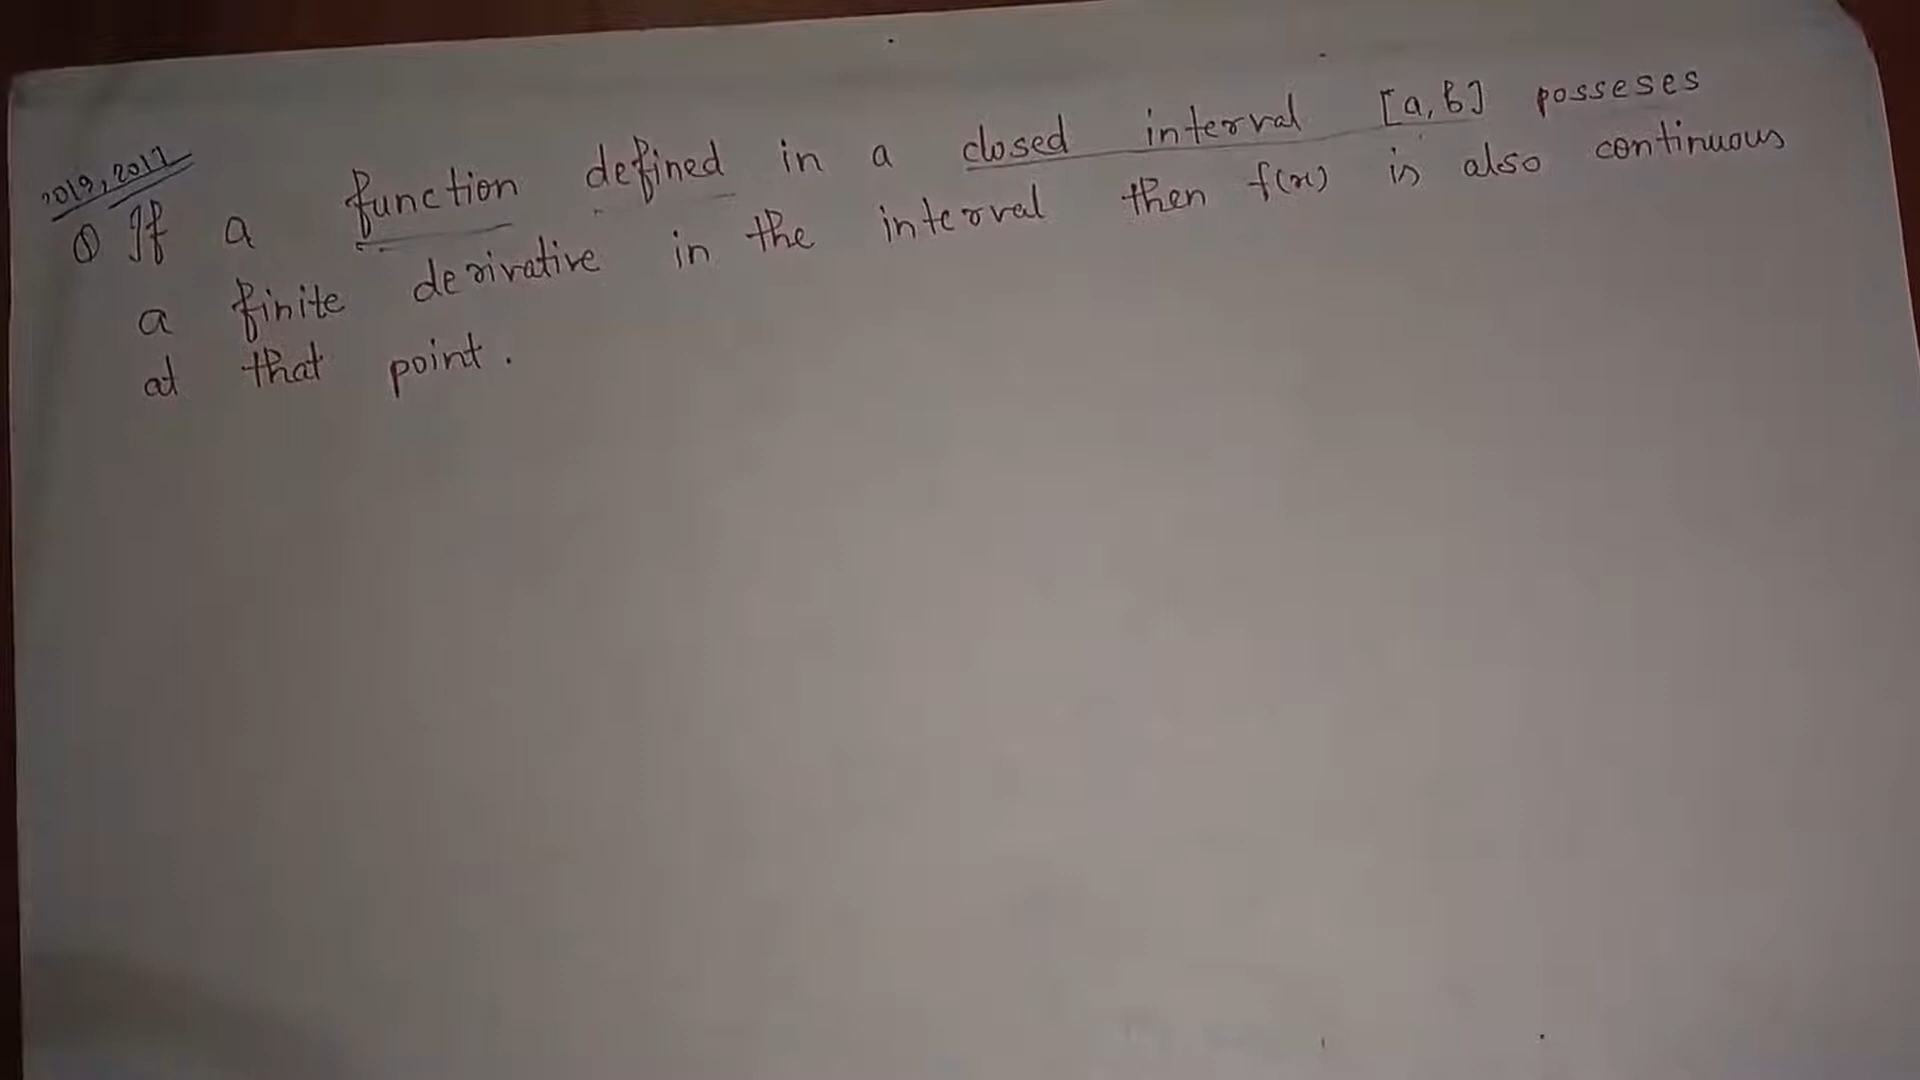 2019, 2017
Q If a function defined in a closed interval [a,b] posseses
a finite derivative in the interval then f(x) is also continuous
at that point.